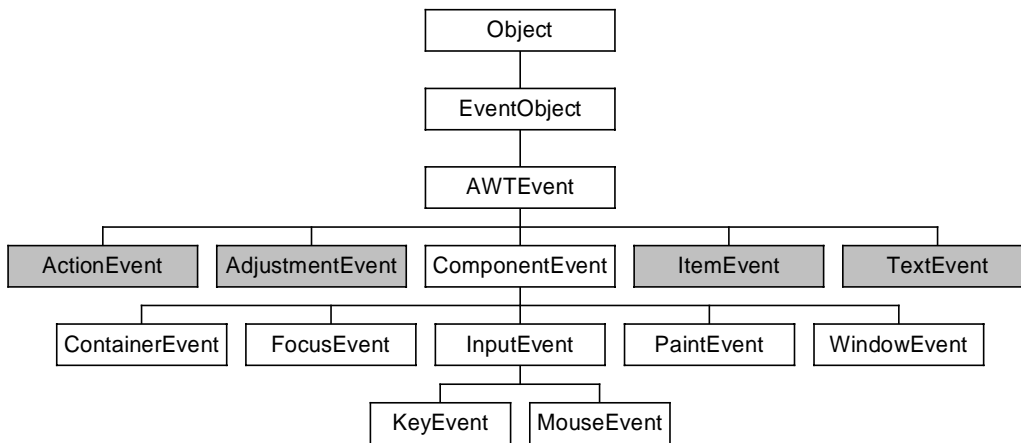 Object
EventObject
AWTEvent
ActionEvent
AdjustmentEvent
ComponentEvent
ItemEvent
TextEvent
ContainerEvent
FocusEvent
InputEvent
PaintEvent
WindowEvent
KeyEvent
MouseEvent